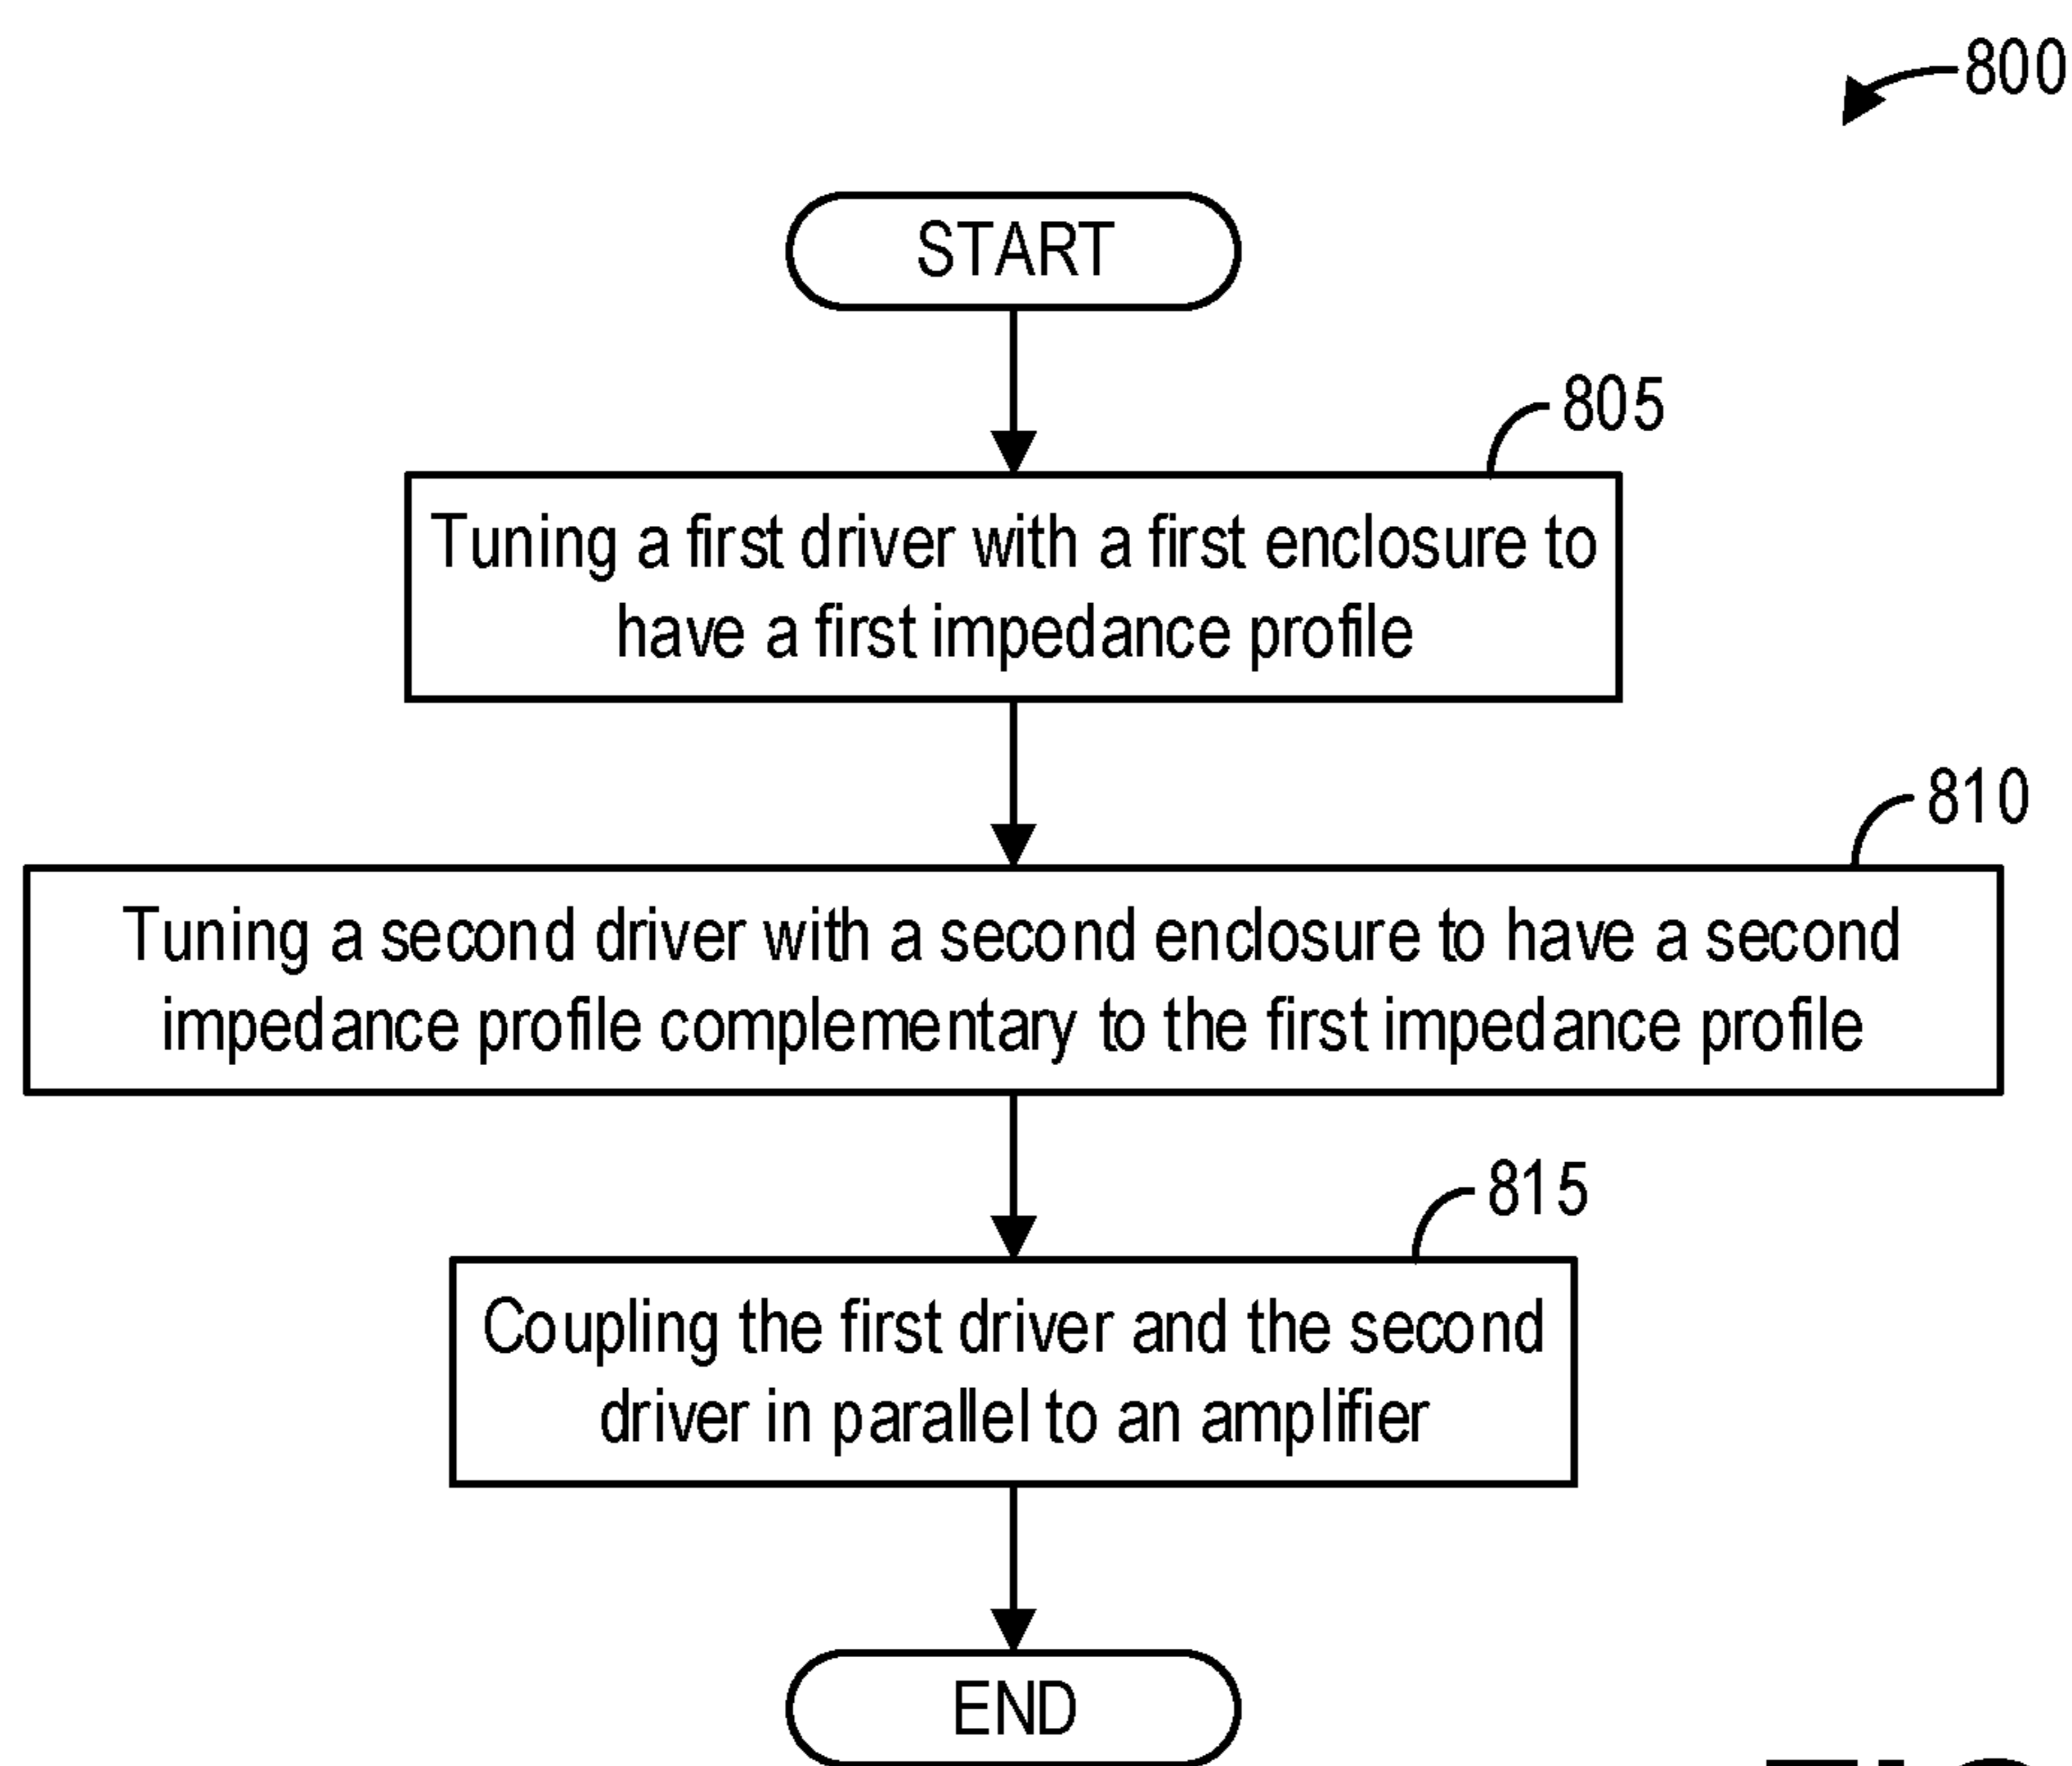 800
START
805
Tuning a first driver with a first enclosure to
have a first impedance profile
810
Tuning a second driver with a second enclosure to have a second
impedance profile complementary to the first impedance profile
815
Coupling the first driver and the second
driver in parallel to an amplifier
END